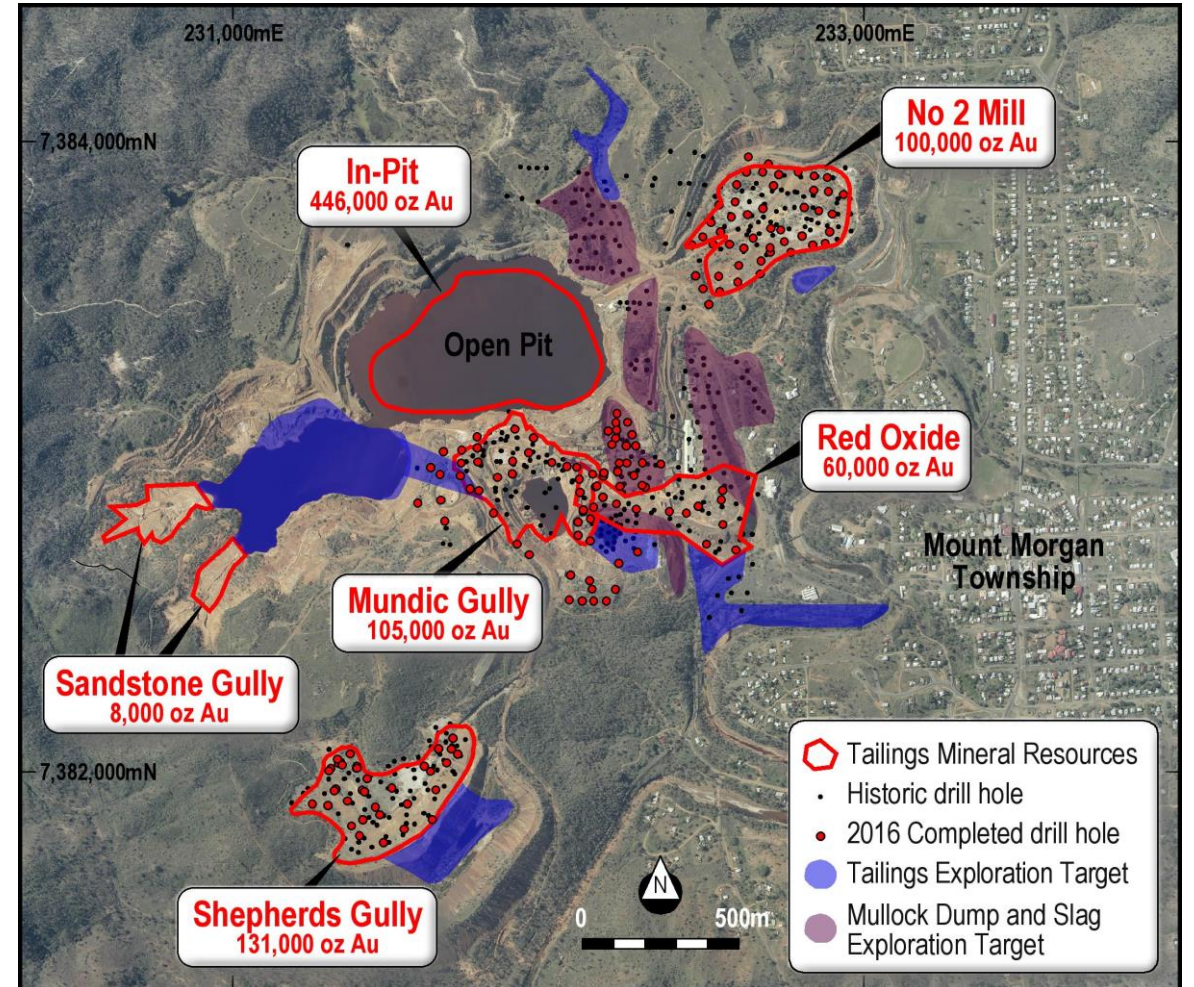 231,000mE
233,000mE
7,384,000mN
No 2 Mill
100,000 oz Au
In-Pit
446,000 oz Au
Open Pit
Red Oxide
60,000 oz Au
Mount Morgan
Township
Mundic Gully
105,000 oz Au
Sandstone Gully
8,000 oz Au
7,382,000mN
Shepherds Gully
131,000 oz Au
N
0
500m
Tailings Mineral Resources
Historic drill hole
2016 Completed drill hole
Tailings Exploration Target
Mullock Dump and Slag
Exploration Target